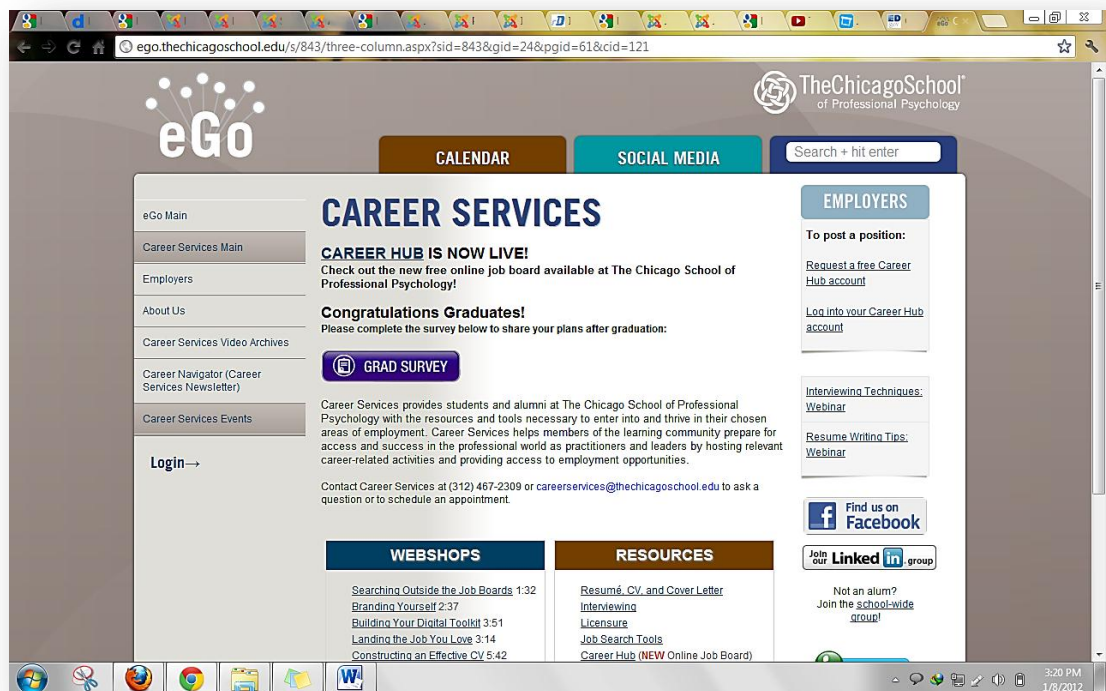 ego.thechicagoschool.edu/s/843/three-column.aspx?sid=843&gid=24&pgid=61&cid=121
eGo
TheChicagoSchool
of Professional Psychology
CALENDAR
SOCIAL MEDIA
Search + hit enter
eGo Main
Career Services Main
Employers
About Us
Career Services Video Archives
Career Navigator (Career
Services Newsletter)
Career Services Events
Login→
CAREER SERVICES
CAREER HUB IS NOW LIVE!
Check out the new free online job board available at The Chicago School of
Professional Psychology!
Congratulations Graduates!
Please complete the survey below to share your plans after graduation:
GRAD SURVEY
Career Services provides students and alumni at The Chicago School of Professional
Psychology with the resources and tools necessary to enter into and thrive in their chosen
areas of employment. Career Services helps members of the learning community prepare for
access and success in the professional world as practitioners and leaders by hosting relevant
career-related activities and providing access to employment opportunities.
Contact Career Services at (312) 467-2309 or careerservices@thechicagoschool.edu to ask a
question or to schedule an appointment.
WEBSHOPS
Searching Outside the Job Boards 1:32
Branding Yourself 2:37
Building Your Digital Toolkit 3:51
Landing the Job You Love 3:14
Constructing an Effective CV 5:42
RESOURCES
Resumé, CV, and Cover Letter
Interviewing
Licensure
Job Search Tools
Career Hub (NEW Online Job Board)
EMPLOYERS
To post a position:
Request a free Career
Hub account
Log into your Career Hub
account
Interviewing Techniques:
Webinar
Resume Writing Tips:
Webinar
Find us on
Facebook
Join our Linked in. group
Not an alum?
Join the school-wide
group!
3:20 PM
1/8/2012